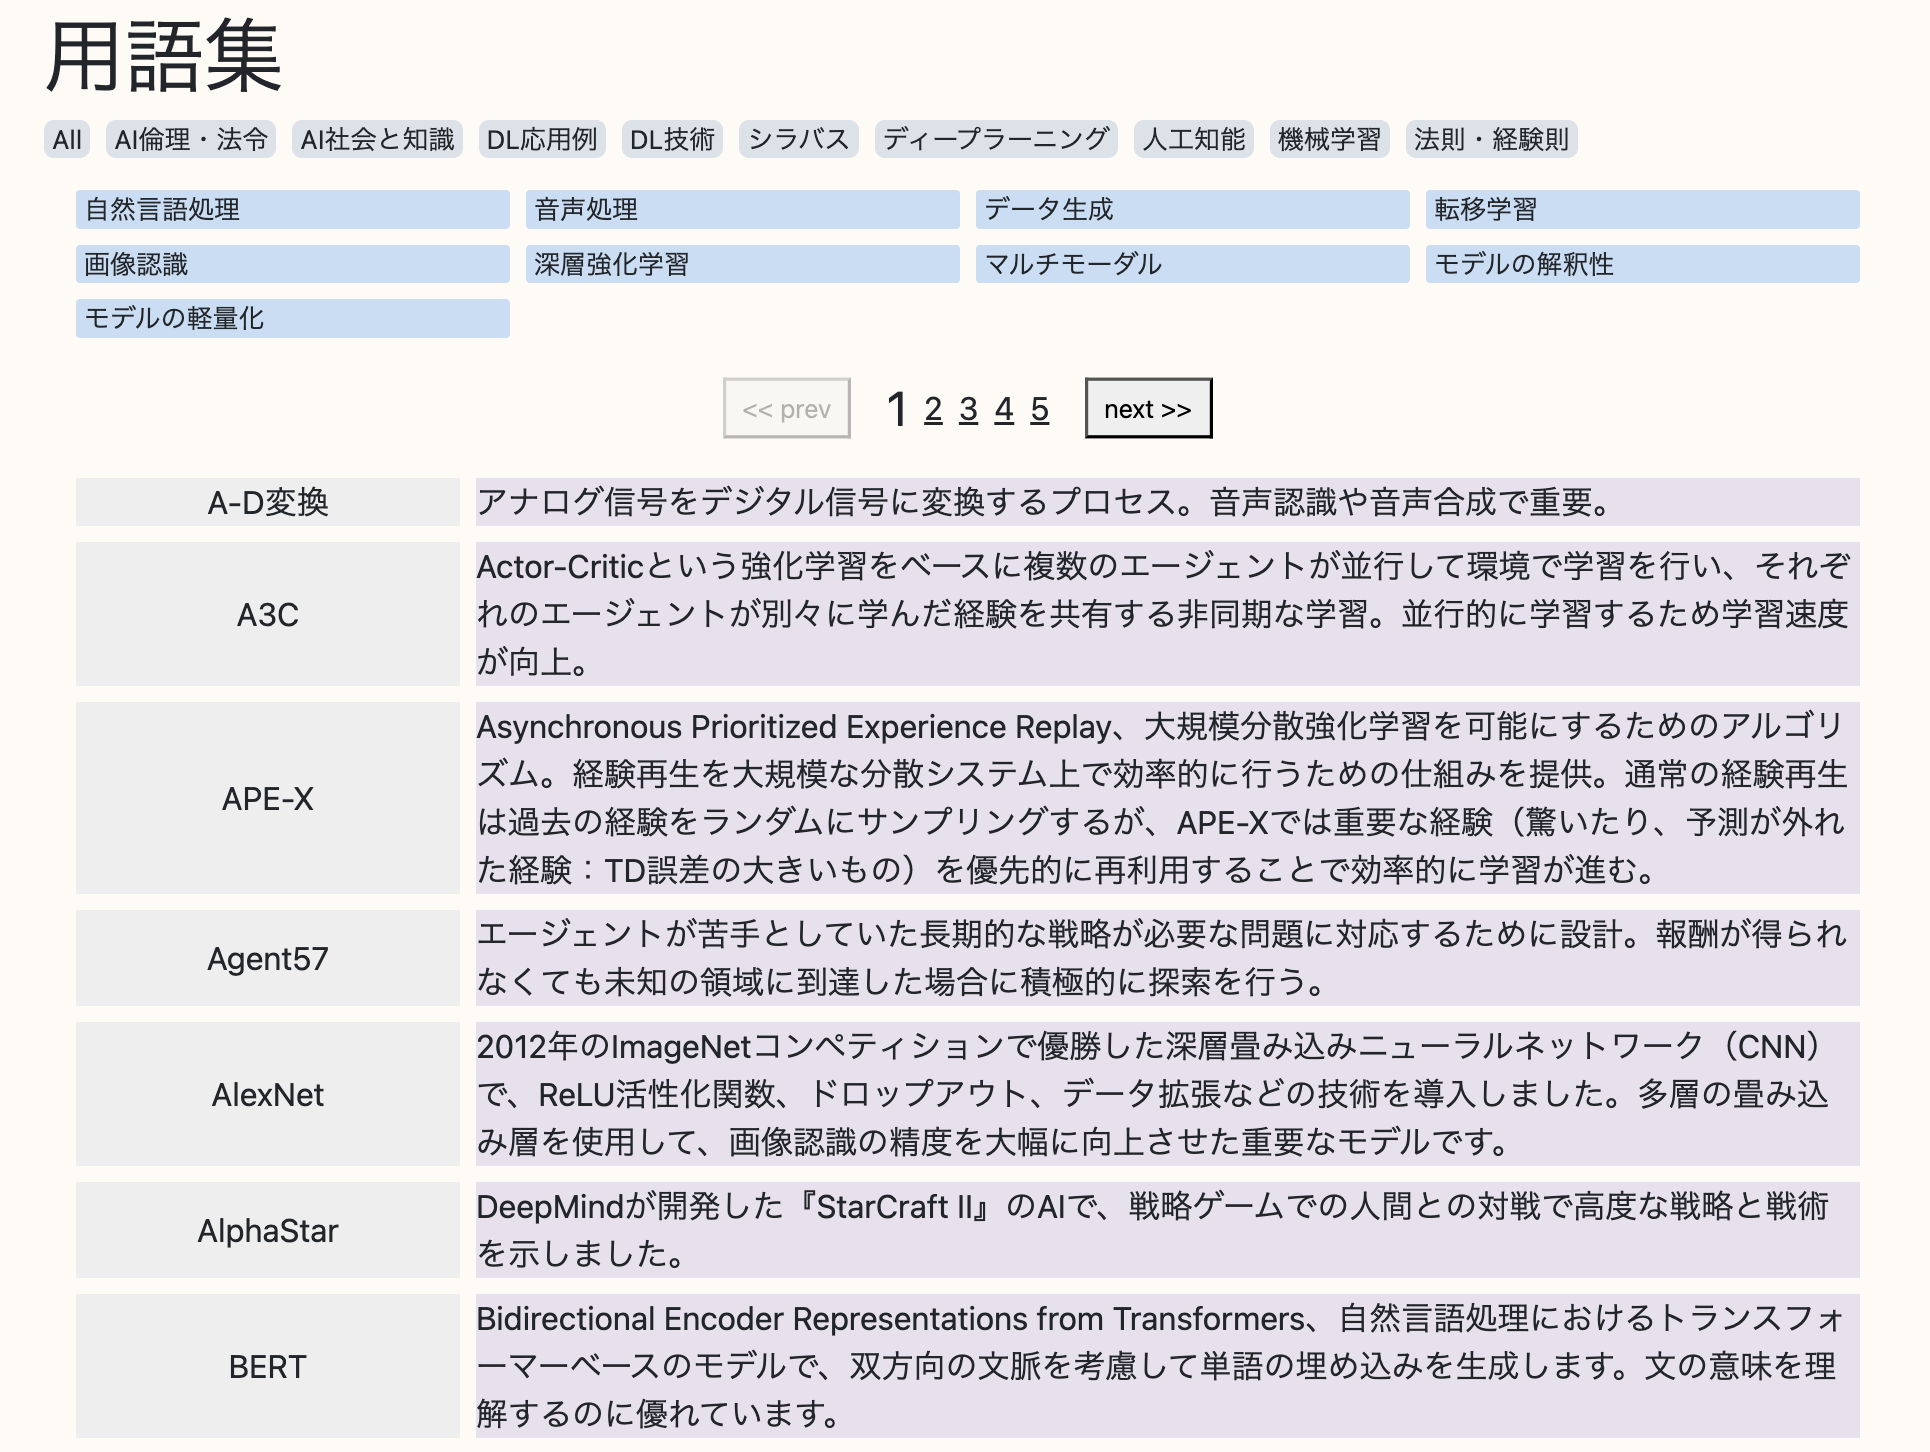 用語集
All AI倫理・法令 AI社会と知識 DL応用例 DL技術 シラバス ディープラーニング 人工知能 機械学習 法則・経験則
自然言語処理 音声処理 データ生成 転移学習
画像認識 深層強化学習 マルチモーダル モデルの解釈性
モデルの軽量化
<< prev 1 2 3 4 5 next >>
A-D変換
アナログ信号をデジタル信号に変換するプロセス。音声認識や音声合成で重要。
A3C
Actor-Criticという強化学習をベースに複数のエージェントが並行して環境で学習を行い、それぞ
れのエージェントが別々に学んだ経験を共有する非同期な学習。並行的に学習するため学習速度
が向上。
APE-X
Asynchronous Prioritized Experience Replay、大規模分散強化学習を可能にするためのアルゴリ
ズム。経験再生を大規模な分散システム上で効率的に行うための仕組みを提供。通常の経験再生
は過去の経験をランダムにサンプリングするが、APE-Xでは重要な経験（驚いたり、予測が外れ
た経験：TD誤差の大きいもの）を優先的に再利用することで効率的に学習が進む。
Agent57
エージェントが苦手としていた長期的な戦略が必要な問題に対応するために設計。報酬が得られ
なくても未知の領域に到達した場合に積極的に探索を行う。
AlexNet
2012年のImageNetコンペティションで優勝した深層畳み込みニューラルネットワーク（CNN）
で、ReLU活性化関数、ドロップアウト、データ拡張などの技術を導入しました。多層の畳み込
み層を使用して、画像認識の精度を大幅に向上させた重要なモデルです。
AlphaStar
DeepMindが開発した『StarCraft II』のAIで、戦略ゲームでの人間との対戦で高度な戦略と戦術
を示しました。
BERT
Bidirectional Encoder Representations from Transformers、自然言語処理におけるトランスフォ
ーマーベースのモデルで、双方向の文脈を考慮して単語の埋め込みを生成します。文の意味を理
解するのに優れています。